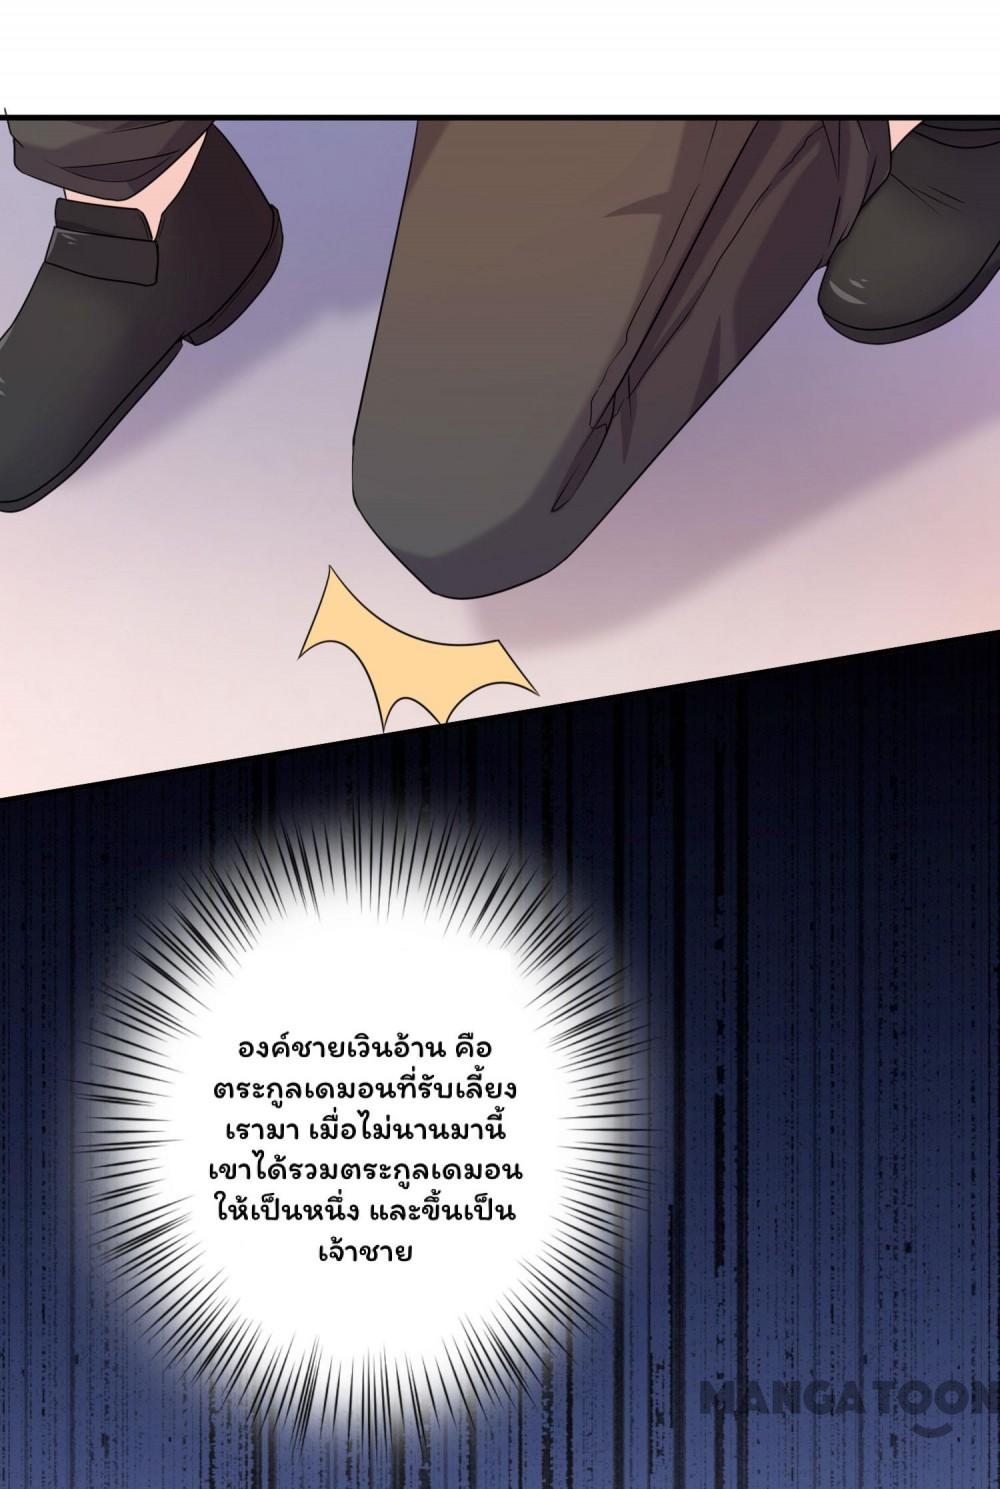 องค์ชายเวินอ้าน คือ
ตระกูลเดมอนที่รับเลี้ยง
เรามา เมื่อไม่นานมานี้
เขาได้รวมตระกูลเดมอน
ให้เป็นหนึ่ง และขึ้นเป็น
เจ้าชาย
MANGATOON